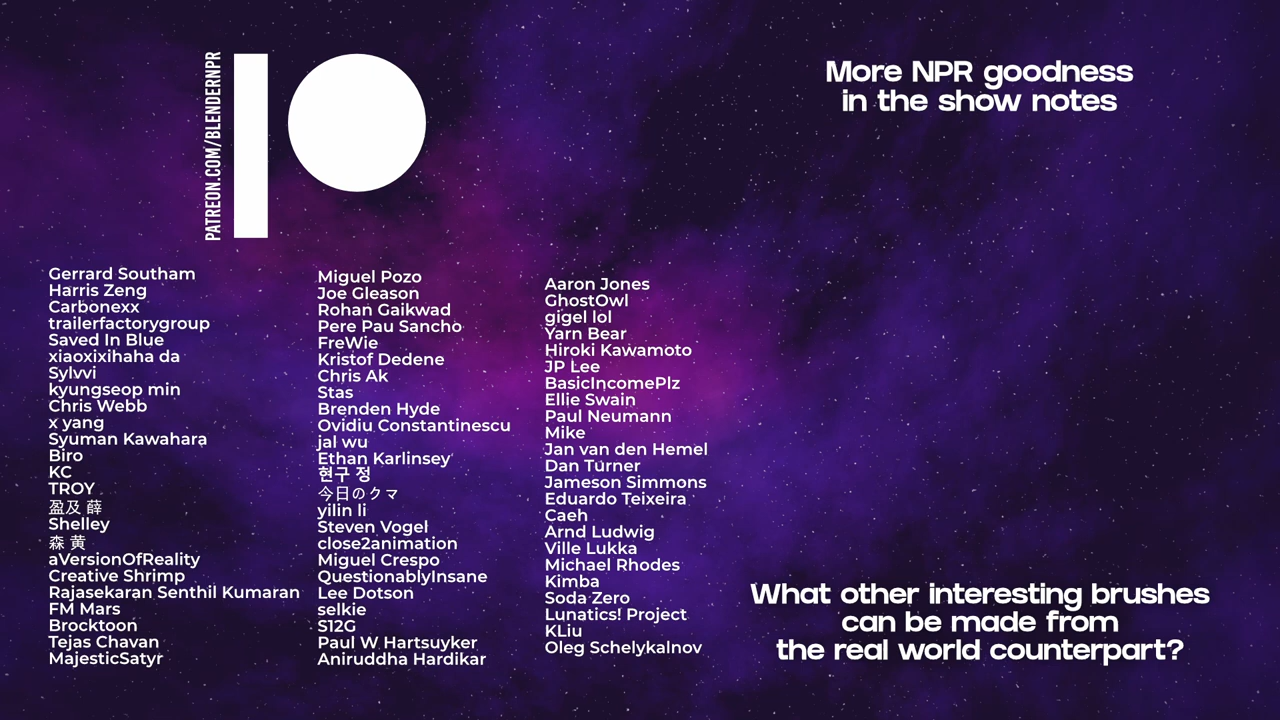 PATREON.COM/BLENDERNPR
More NPR goodness
in the show notes
Gerrard Southam
Harris Zeng
Carbonexx
trailerfactorygroup
Saved In Blue
xiaoxixihaha da
Sylvvi
kyungseop min
Chris Webb
x yang
Syuman Kawahara
Biro
KC
TROY
盈及 薛
Shelley
森 黄
aVersionOfReality
Creative Shrimp
Rajasekaran Senthil Kumaran
FM Mars
Brocktoon
Tejas Chavan
MajesticSatyr
Miguel Pozo
Joe Gleason
Rohan Gaikwad
Pere Pau Sancho
FreWie
Kristof Dedene
Chris Ak
Stas
Brenden Hyde
Ovidiu Constantinescu
jal wu
Ethan Karlinsey
현구 정
今日のクマ
yilin li
Steven Vogel
close2animation
Miguel Crespo
QuestionablyInsane
Lee Dotson
selkie
S12G
Paul W Hartsuyker
Aniruddha Hardikar
Aaron Jones
GhostOwl
gigel lol
Yarn Bear
Hiroki Kawamoto
JP Lee
BasicIncomePlz
Ellie Swain
Paul Neumann
Mike
Jan van den Hemel
Dan Turner
Jameson Simmons
Eduardo Teixeira
Caeh
Arnd Ludwig
Ville Lukka
Michael Rhodes
Kimba
Soda Zero
Lunatics! Project
KLiu
Oleg Schelykalnov
What other interesting brushes
can be made from
the real world counterpart?